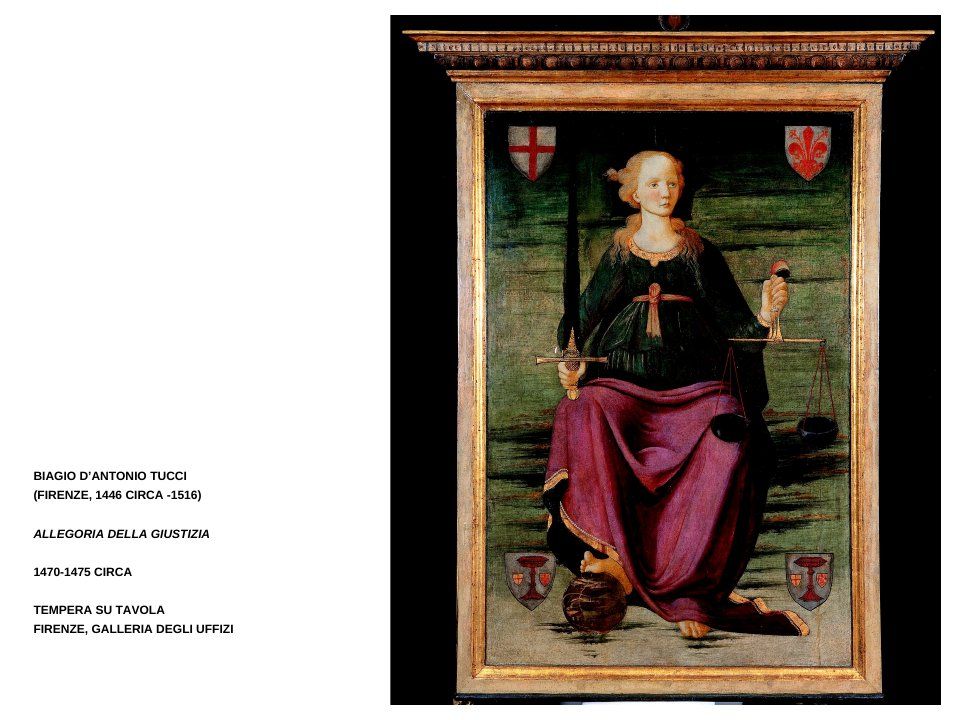 BIAGIO D’ANTONIO TUCCI
(FIRENZE, 1446 CIRCA -1516)
ALLEGORIA DELLA GIUSTIZIA
1470-1475 CIRCA
TEMPERA SU TAVOLA
FIRENZE, GALLERIA DEGLI UFFIZI